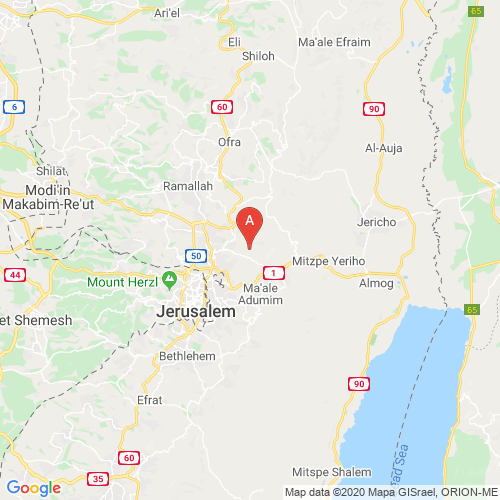 Ari'el
65
Eli
Ma'ale Efraim
Shiloh
6
60
90
Ofra
Al-Auja
Shilat
Modi'in
Makabim-Re'ut
Ramallah
A
Jericho
50
Mitzpe Yeriho
44
1
Mount Herzl
Almog
Ma'ale
Adumim
65
Jerusalem
et Shemesh
Bethlehem
90
Efrat
60
35
Mitspe Shalem
ead Sea
Google
Map data ©2020 Mapa GISrael, ORION-ME